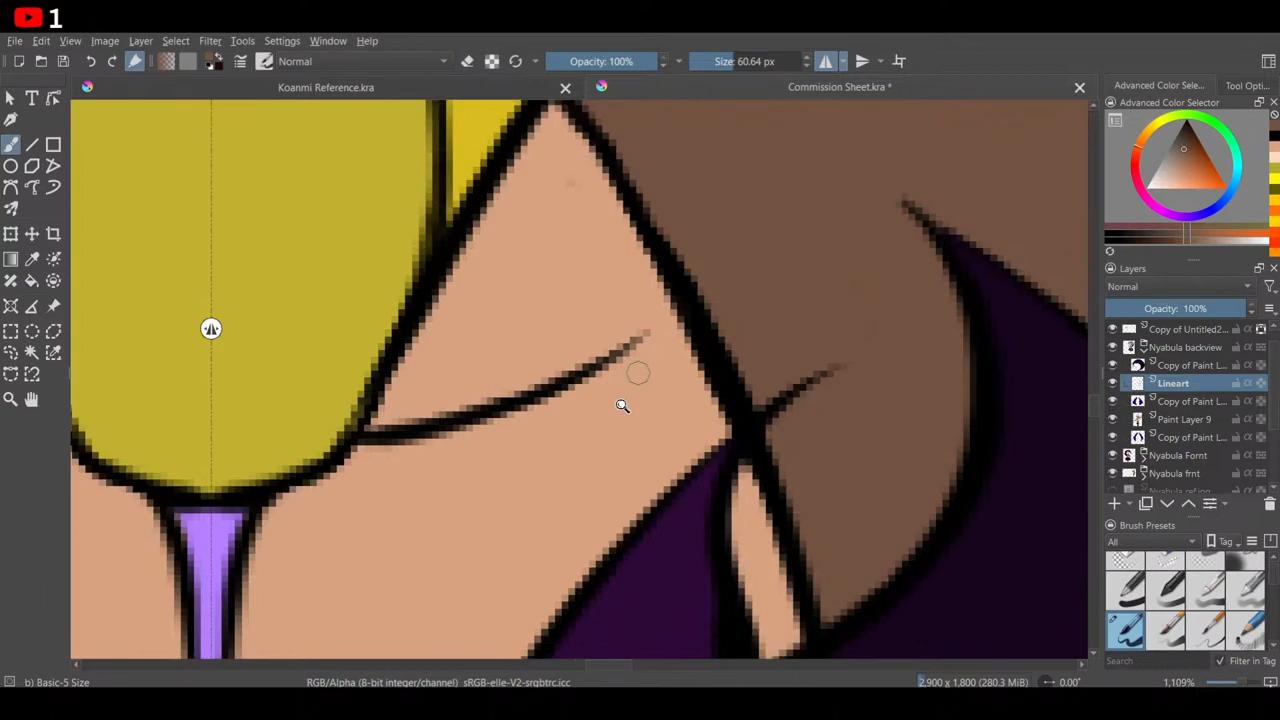 1
File Edit View Image Layer Select Filter Tools Settings Window Help
Normal
Opacity: 100%
Size: 60.64 px
Koanmi Reference.kra
Commission Sheet.kra *
Advanced Color Sele...
Tool Opti...
Advanced Color Selector
Layers
Normal
Opacity: 100%
Copy of Untitled2...
Nyabula backview
Copy of Paint L...
Lineart
Copy of Paint L...
Paint Layer 9
Copy of Paint L...
Nyabula Fornt
Nyabula frnt
Brush Presets
All
Tag
Search
Filter in Tag
b) Basic-5 Size
RGB/Alpha (8-bit integer/channel) sRGB-elle-V2-srgbtrc.icc
2,900 x 1,800 (280.3 MiB)
0.00°
1,109%